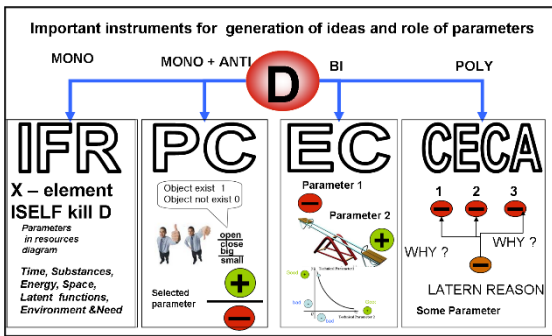 Important instruments for generation of ideas and role of parameters
MONO
MONO + ANTI
BI
POLY
D
IFR
X – element
ISELF kill D
Parameters
in resources
diagram
Time, Substances,
Energy, Space,
Latent functions,
Environment &Need
PC
Object exist 1
Object not exist 0
open
close
big
small
Selected
parameter
EC
Parameter 1
Parameter 2
Good
bad
bad
CECA
1 2 3
WHY ?
WHY ?
LATERN REASON
Some Parameter